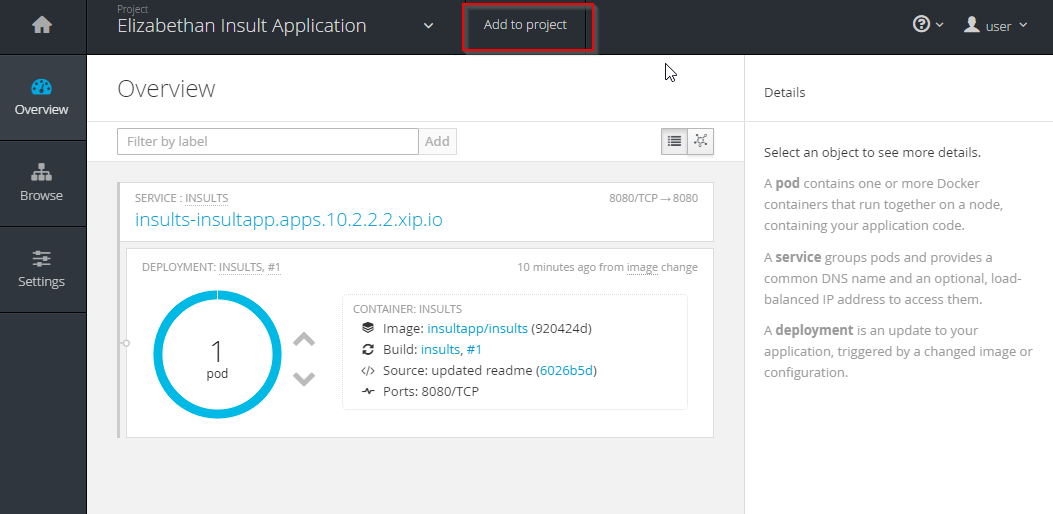 Project
Elizabethan Insult Application
Add to project
user
Overview
Browse
Settings
Overview
Filter by label
Add
SERVICE : INSULTS
8080/TCP → 8080
insults-insultapp.apps.10.2.2.2.xip.io
DEPLOYMENT: INSULTS, #1
10 minutes ago from image change
1
pod
CONTAINER: INSULTS
Image: insultapp/insults (920424d)
Build: insults, #1
Source: updated readme (6026b5d)
Ports: 8080/TCP
Details
Select an object to see more details.
A pod contains one or more Docker
containers that run together on a node,
containing your application code.
A service groups pods and provides a
common DNS name and an optional, load-
balanced IP address to access them.
A deployment is an update to your
application, triggered by a changed image or
configuration.